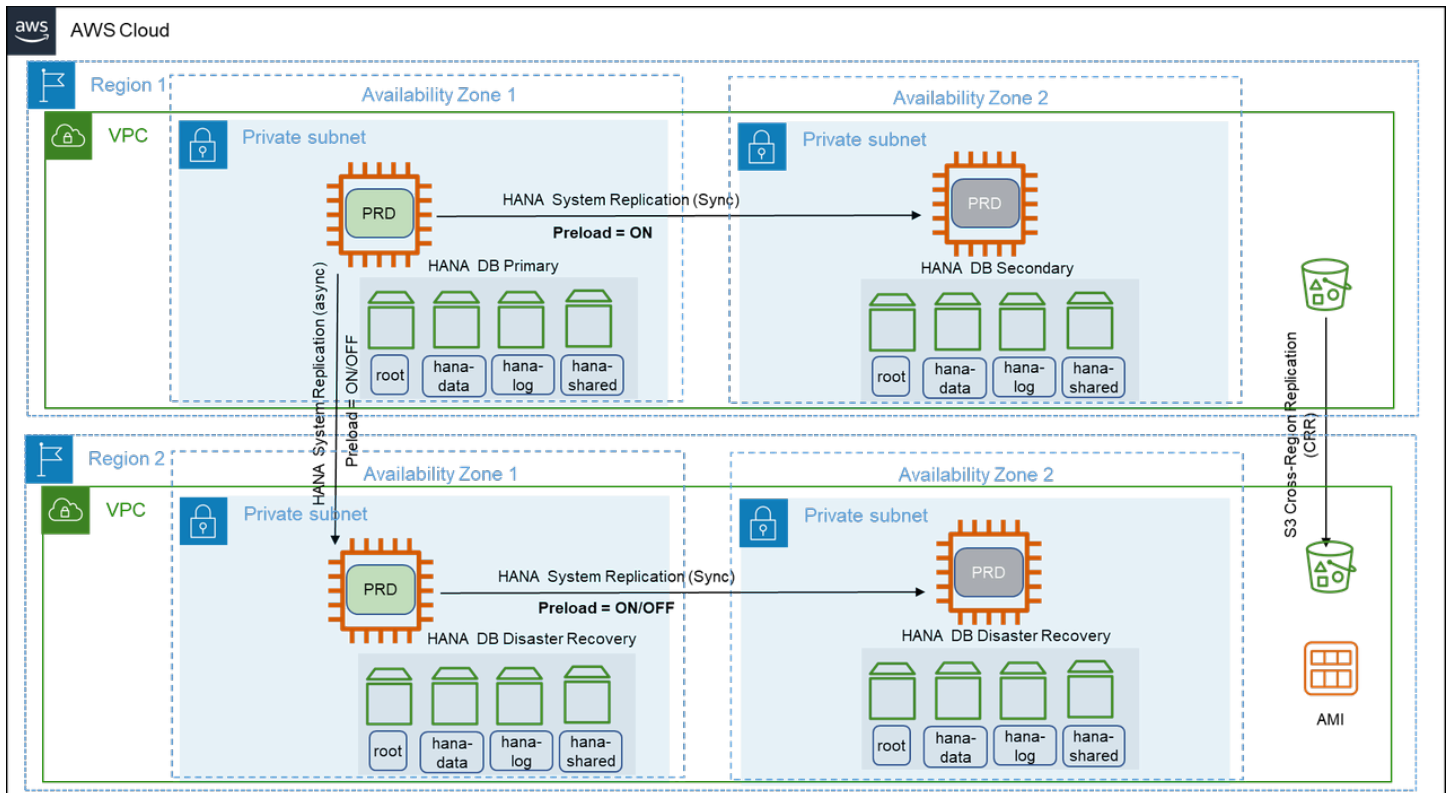 aws
AWS Cloud
Region 1
Availability Zone 1
Availability Zone 2
VPC
Private subnet
Private subnet
PRD
HANA System Replication (Sync)
Preload = ON
PRD
HANA DB Primary
HANA DB Secondary
root
hana-
data
hana-
log
hana-
shared
root
hana-
data
hana-
log
hana-
shared
HANA System Replication (async)
Preload = ON/OFF
S3 Cross-Region Replication
(CRR)
Region 2
Availability Zone 1
Availability Zone 2
VPC
Private subnet
Private subnet
PRD
HANA System Replication (Sync)
Preload = ON/OFF
PRD
HANA DB Disaster Recovery
HANA DB Disaster Recovery
root
hana-
data
hana-
log
hana-
shared
root
hana-
data
hana-
log
hana-
shared
AMI